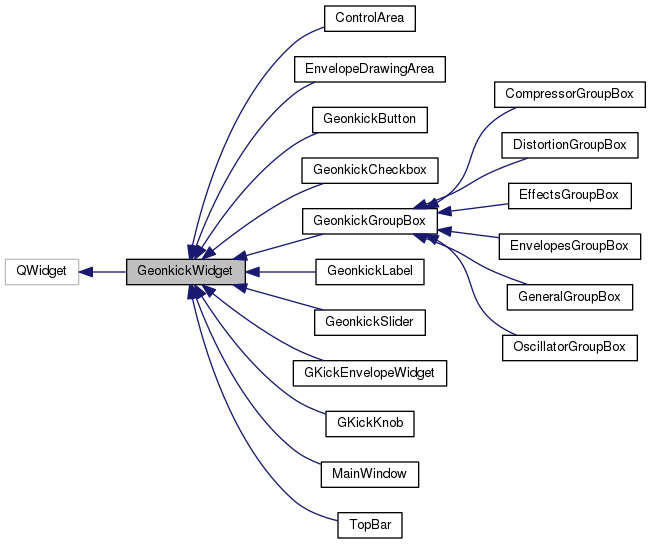 ControlArea
EnvelopeDrawingArea
GeonkickButton
GeonkickCheckbox
GeonkickGroupBox
CompressorGroupBox
DistortionGroupBox
EffectsGroupBox
EnvelopesGroupBox
GeneralGroupBox
OscillatorGroupBox
QWidget
GeonkickWidget
GeonkickLabel
GeonkickSlider
GKickEnvelopeWidget
GKickKnob
MainWindow
TopBar